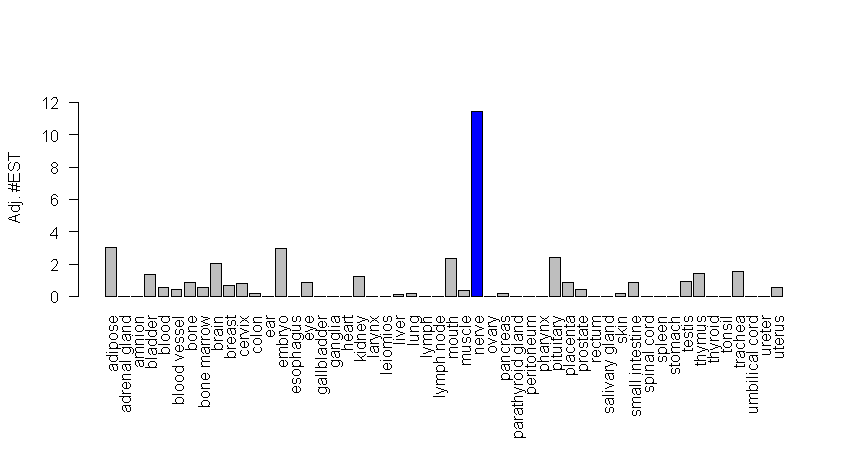 Adj. #EST
12
10
8
6
4
2
0
adipose
adrenal gland
amnion
bladder
blood
blood vessel
bone
bone marrow
brain
breast
cervix
colon
ear
embryo
esophagus
eye
gallbladder
ganglia
heart
kidney
larynx
leiomios
liver
lung
lymph
lymph node
mouth
muscle
nerve
ovary
pancreas
parathyroid gland
peritoneum
pharynx
pituitary
placenta
prostate
rectum
salivary gland
skin
small intestine
spinal cord
spleen
stomach
testis
thymus
thyroid
tonsil
trachea
umbilical cord
ureter
uterus